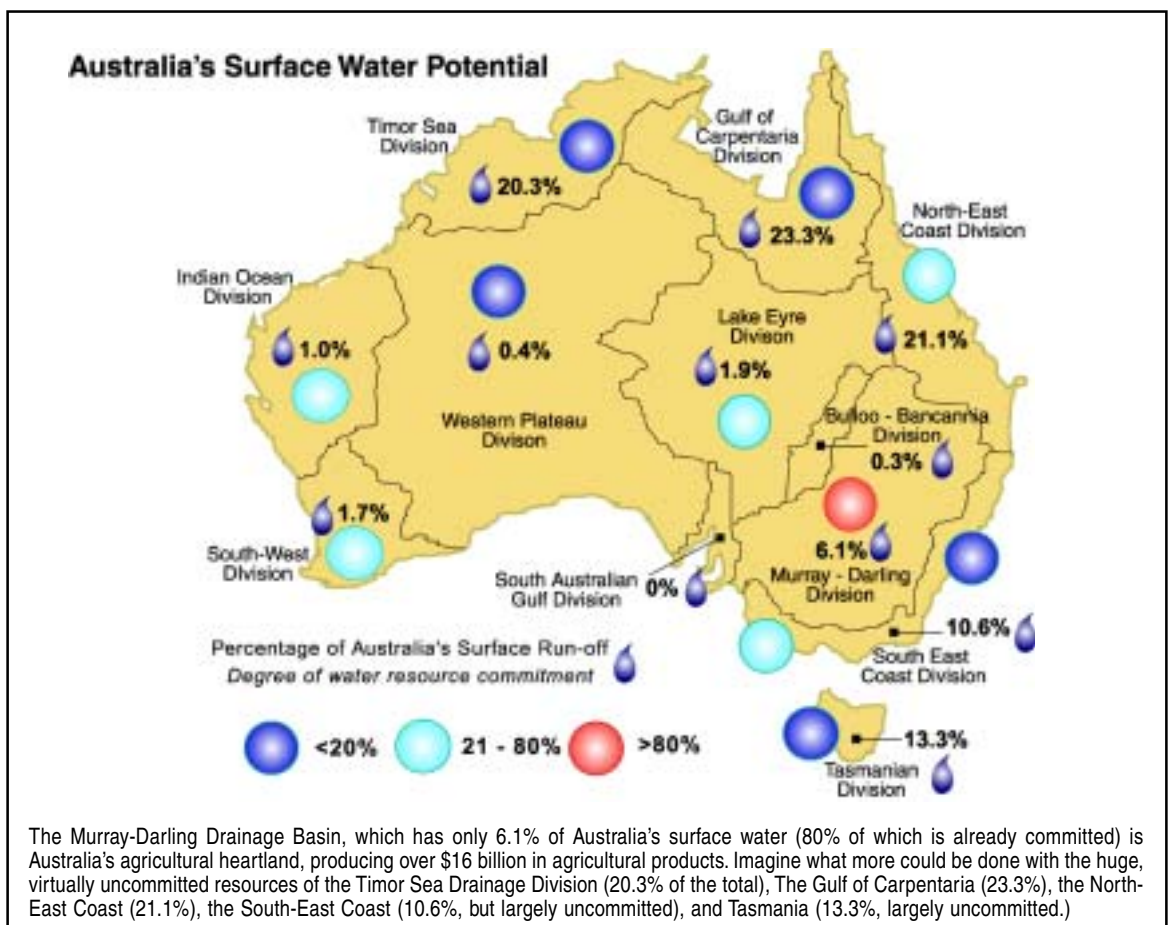 Australia's Surface Water Potential
Timor Sea
Division
20.3%
Gulf of
Carpentaria
Division
23.3%
North-East
Coast Division
21.1%
Indian Ocean
Division
1.0%
0.4%
Western Plateau
Divison
Lake Eyre
Divison
1.9%
Bulloo - Bancannia
Division
0.3%
1.7%
South-West
Division
South Australian
Gulf Division
0%
6.1%
Murray - Darling
Division
10.6%
South East
Coast Division
13.3%
Tasmanian
Division
Percentage of Australia's Surface Run-off
Degree of water resource commitment
<20%
21 - 80%
>80%
The Murray-Darling Drainage Basin, which has only 6.1% of Australia's surface water (80% of which is already committed) is
Australia's agricultural heartland, producing over $16 billion in agricultural products. Imagine what more could be done with the huge,
virtually uncommitted resources of the Timor Sea Drainage Division (20.3% of the total), The Gulf of Carpentaria (23.3%), the North-
East Coast (21.1%), the South-East Coast (10.6%, but largely uncommitted), and Tasmania (13.3%, largely uncommitted.)